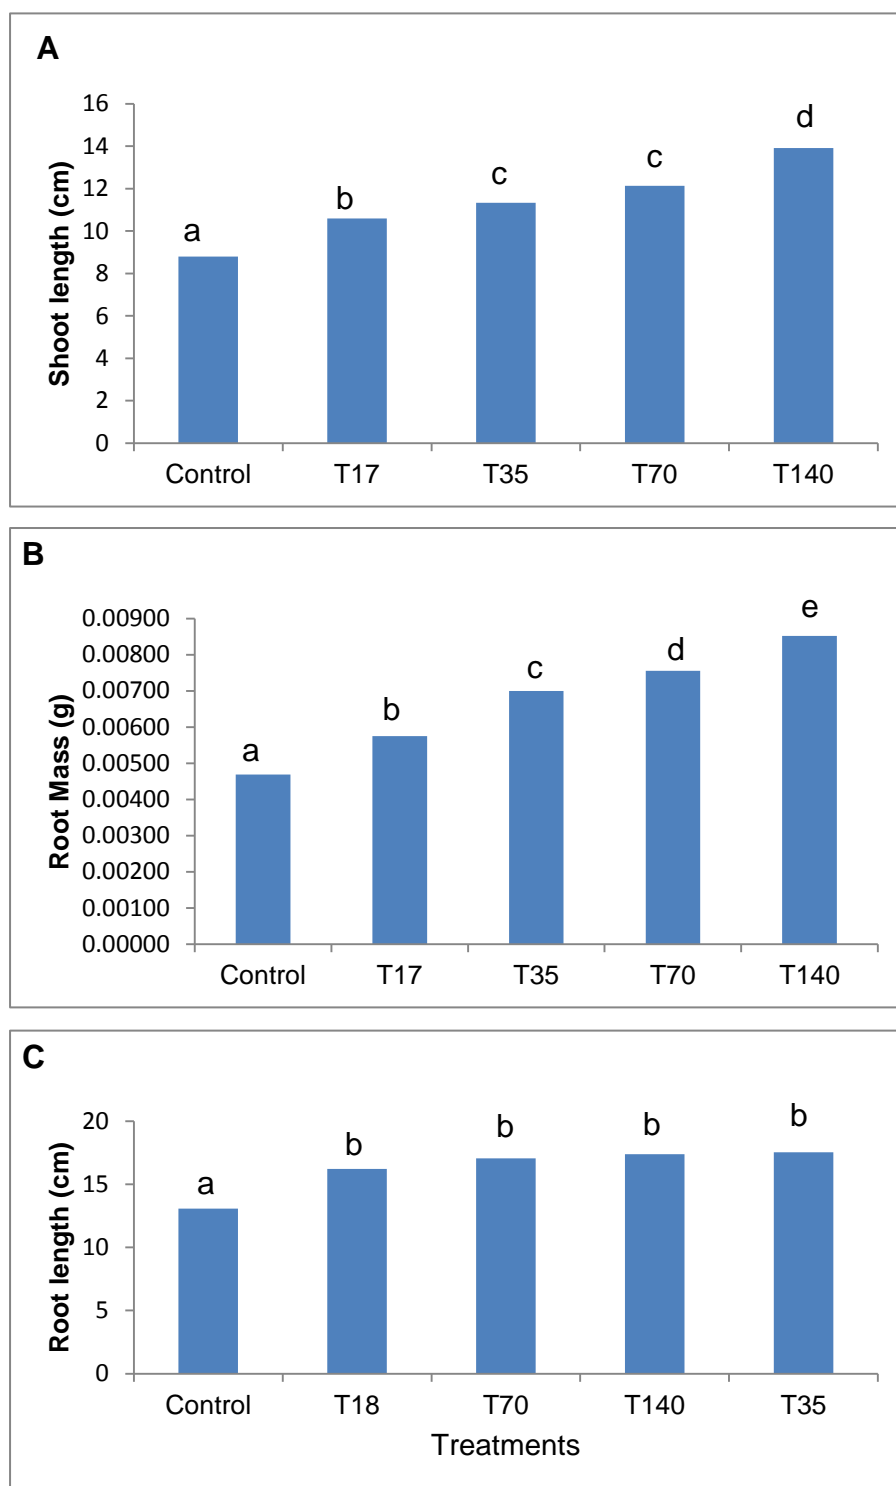 A
Shoot length (cm)
16
14
12
10
8
6
4
2
0
a
b
c
c
d
Control T17 T35 T70 T140
B
Root Mass (g)
0.00900
0.00800
0.00700
0.00600
0.00500
0.00400
0.00300
0.00200
0.00100
0.00000
a
b
c
d
e
Control T17 T35 T70 T140
C
Root length (cm)
20
15
10
5
0
a
b
b
b
b
Control T18 T70 T140 T35
Treatments